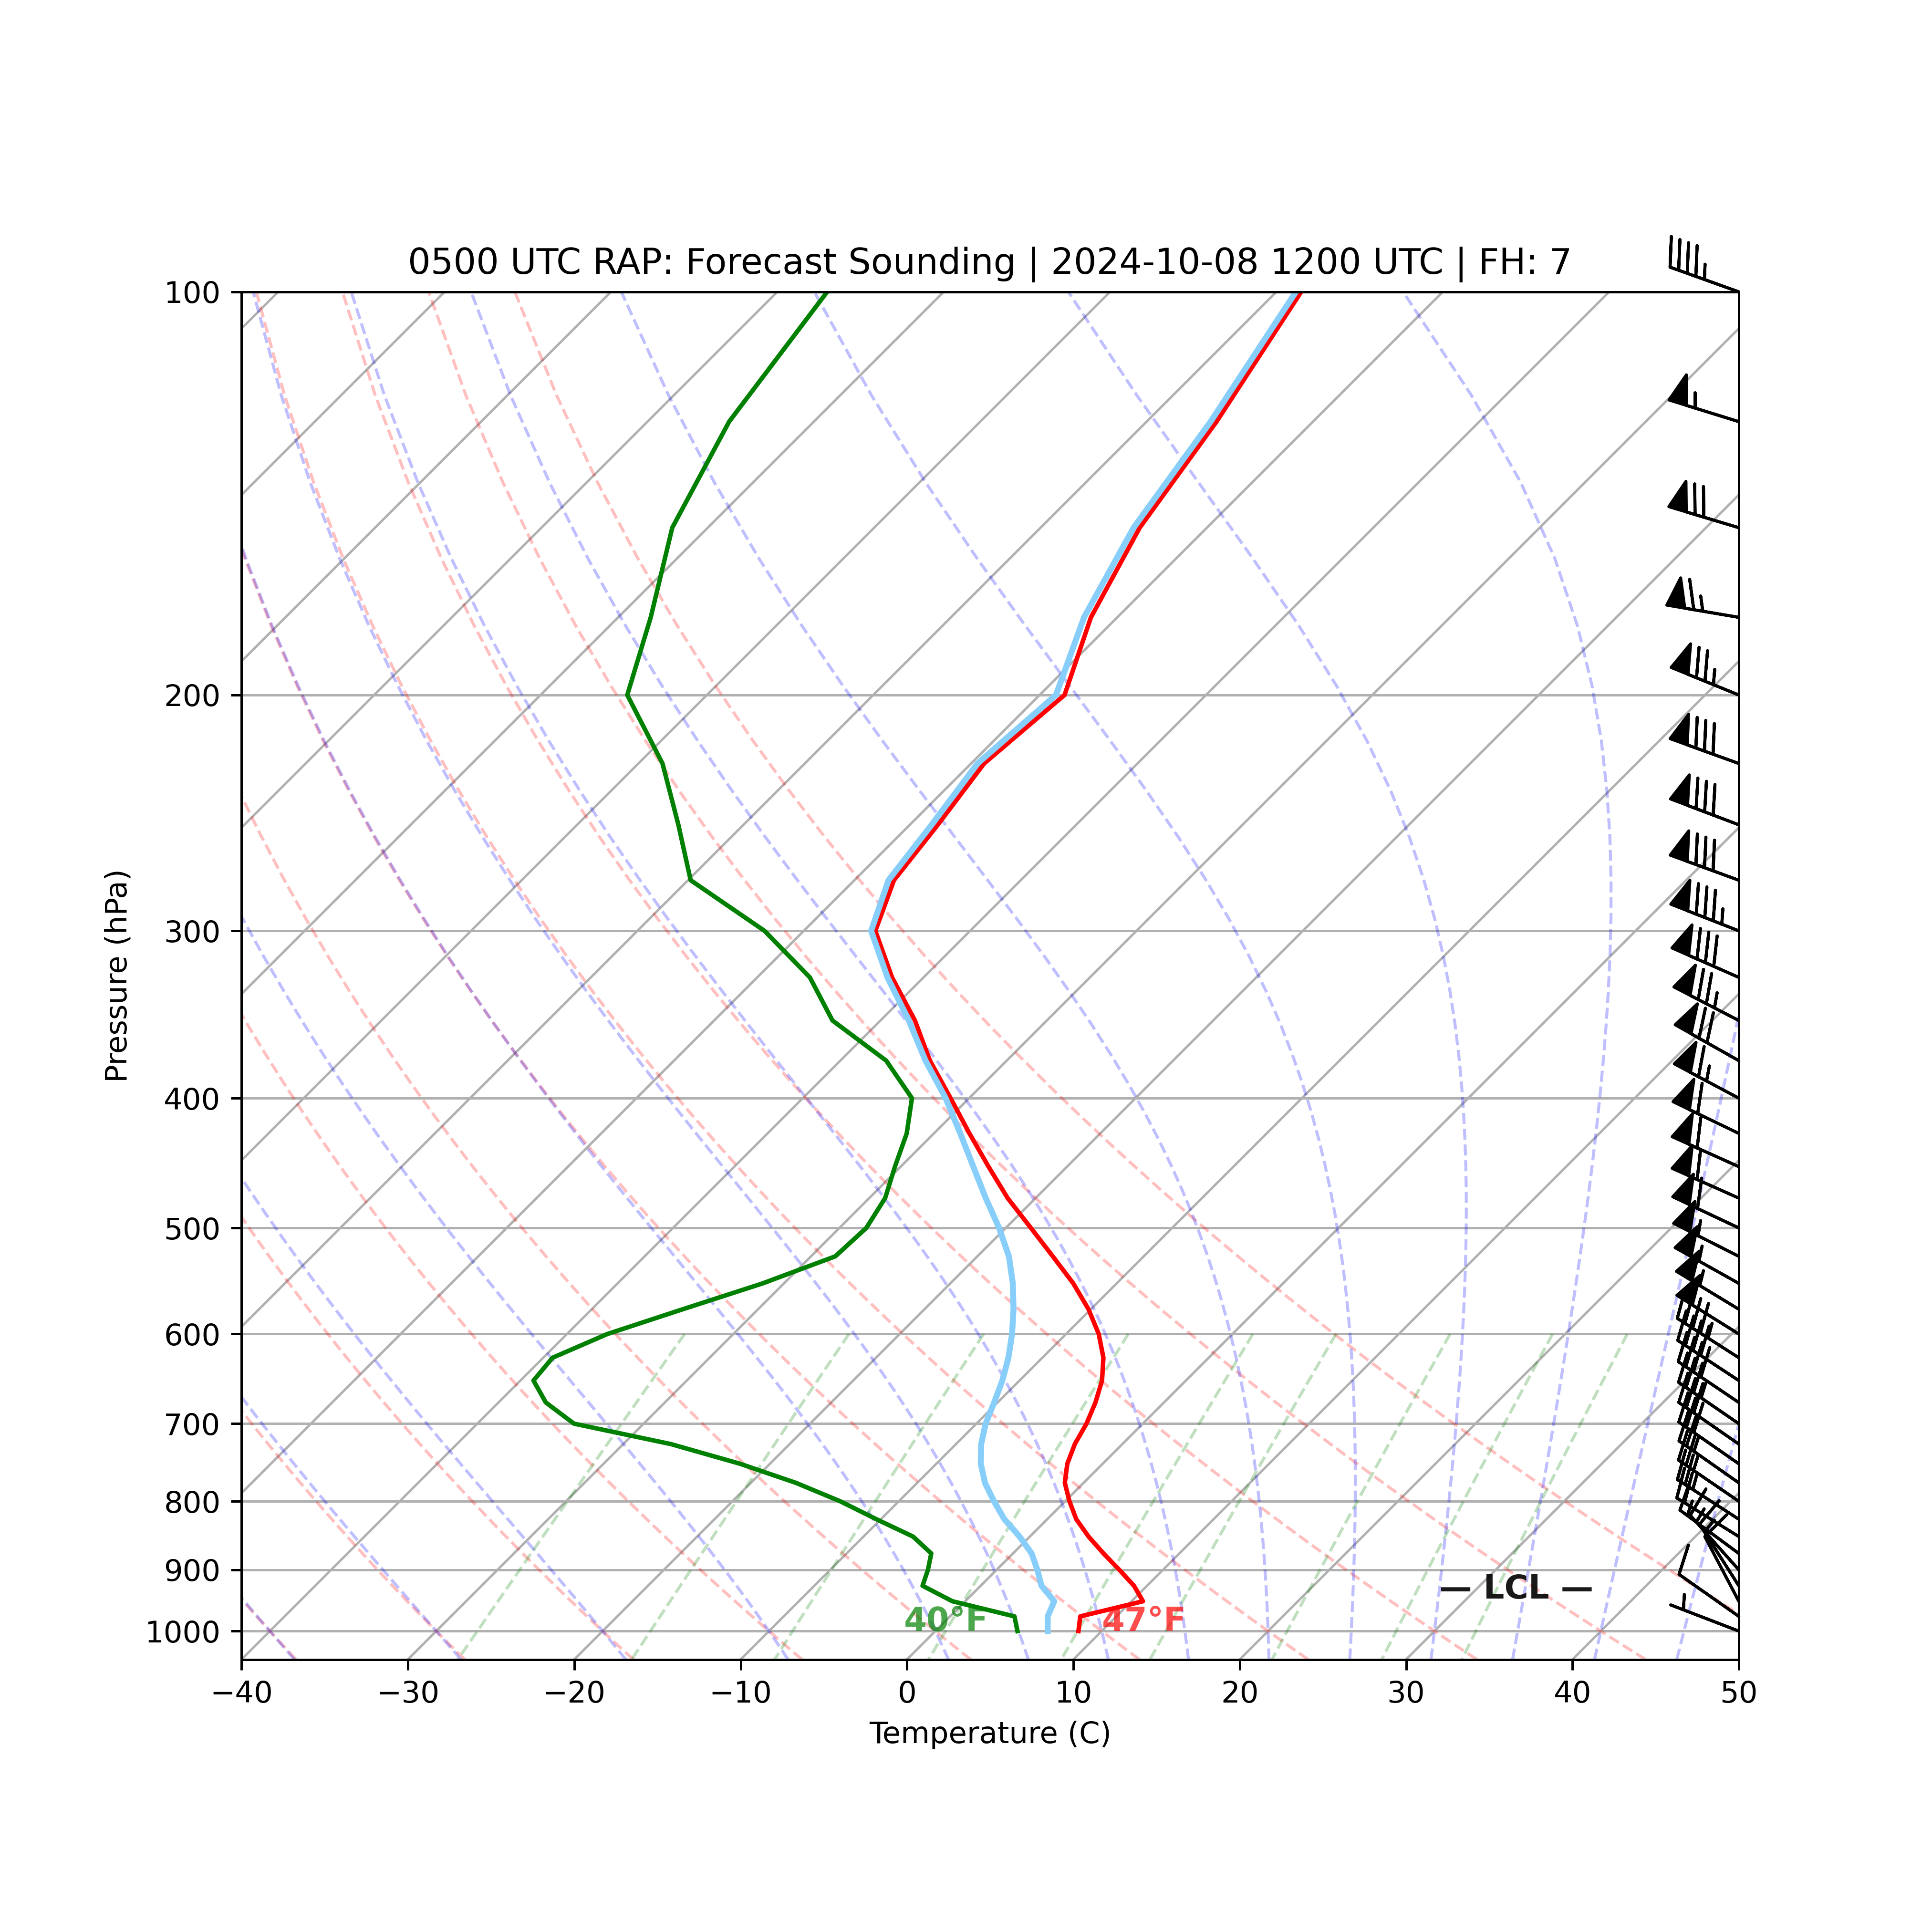 0500 UTC RAP: Forecast Sounding | 2024-10-08 1200 UTC | FH: 7
100
200
300
400
500
600
700
800
900
1000
Pressure (hPa)
— LCL —
40°F
47°F
−40 −30 −20 −10 0 10 20 30 40 50
Temperature (C)